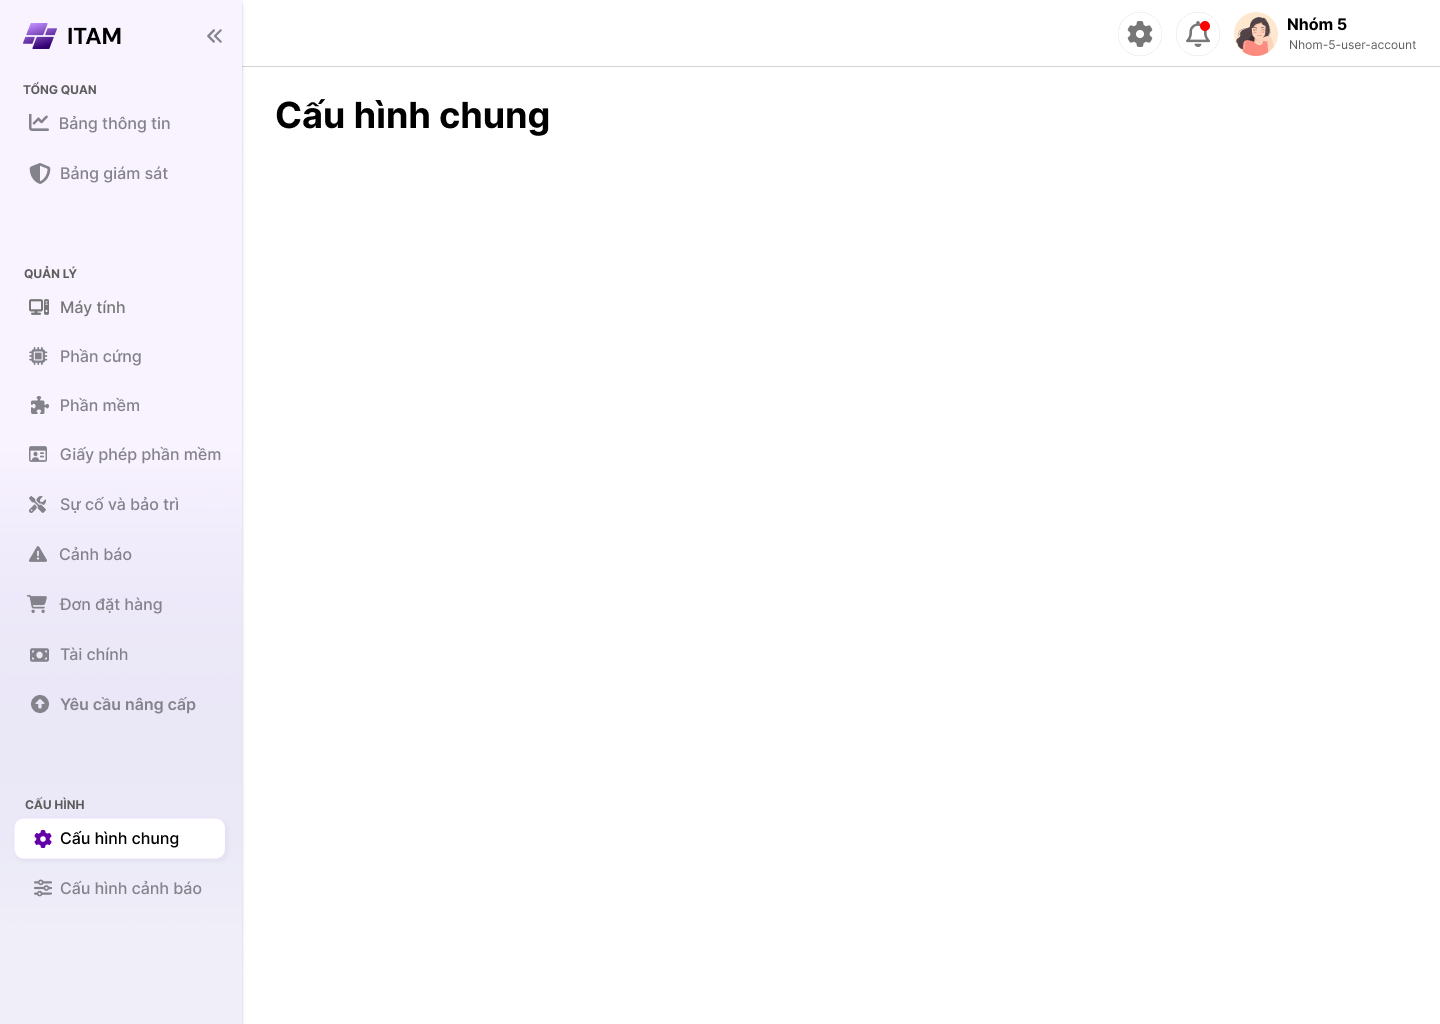 ITAM
TỔNG QUAN
Bảng thông tin
Bảng giám sát
QUẢN LÝ
Máy tính
Phần cứng
Phần mềm
Giấy phép phần mềm
Sự cố và bảo trì
Cảnh báo
Đơn đặt hàng
Tài chính
Yêu cầu nâng cấp
CẤU HÌNH
Cấu hình chung
Cấu hình cảnh báo
Nhóm 5
Nhom-5-user-account
Cấu hình chung